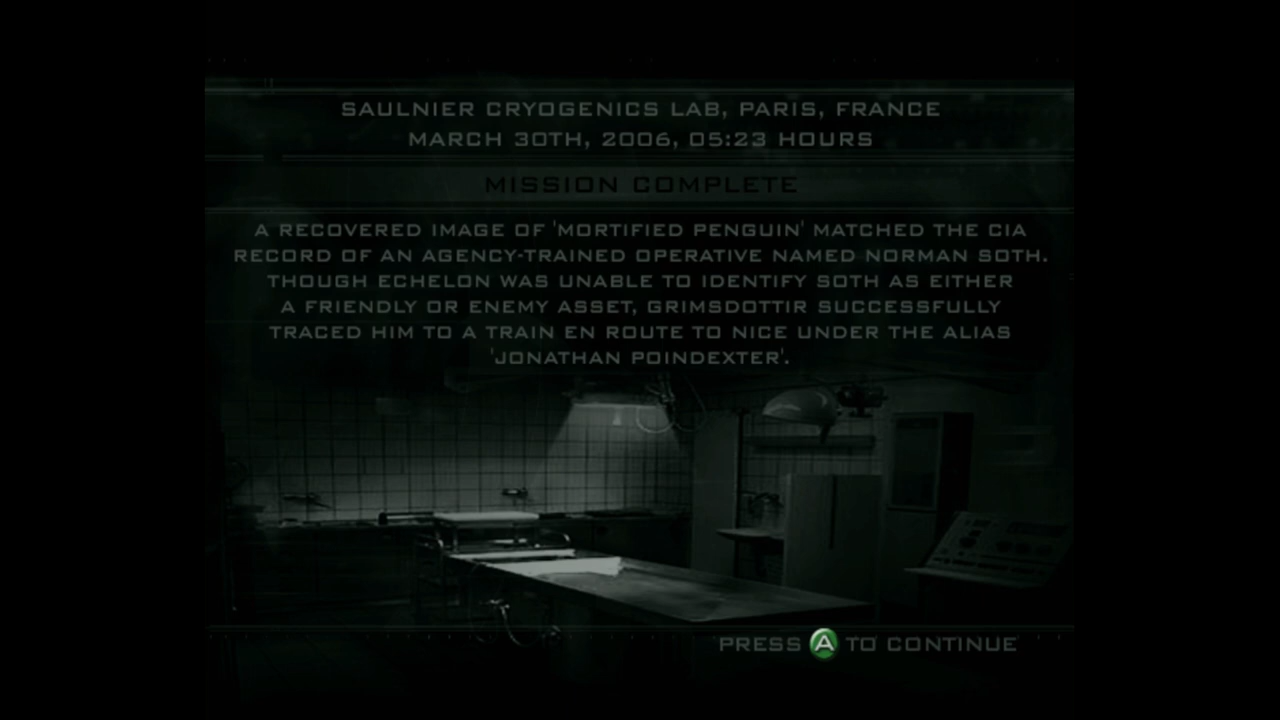 SAULNIER CRYOGENICS LAB, PARIS, FRANCE
MARCH 30TH, 2006, 05:23 HOURS
MISSION COMPLETE
A RECOVERED IMAGE OF 'MORTIFIED PENGUIN' MATCHED THE CIA
RECORD OF AN AGENCY-TRAINED OPERATIVE NAMED NORMAN SOTH.
THOUGH ECHELON WAS UNABLE TO IDENTIFY SOTH AS EITHER
A FRIENDLY OR ENEMY ASSET, GRIMSDOTTIR SUCCESSFULLY
TRACED HIM TO A TRAIN EN ROUTE TO NICE UNDER THE ALIAS
'JONATHAN POINDEXTER'.
PRESS A TO CONTINUE